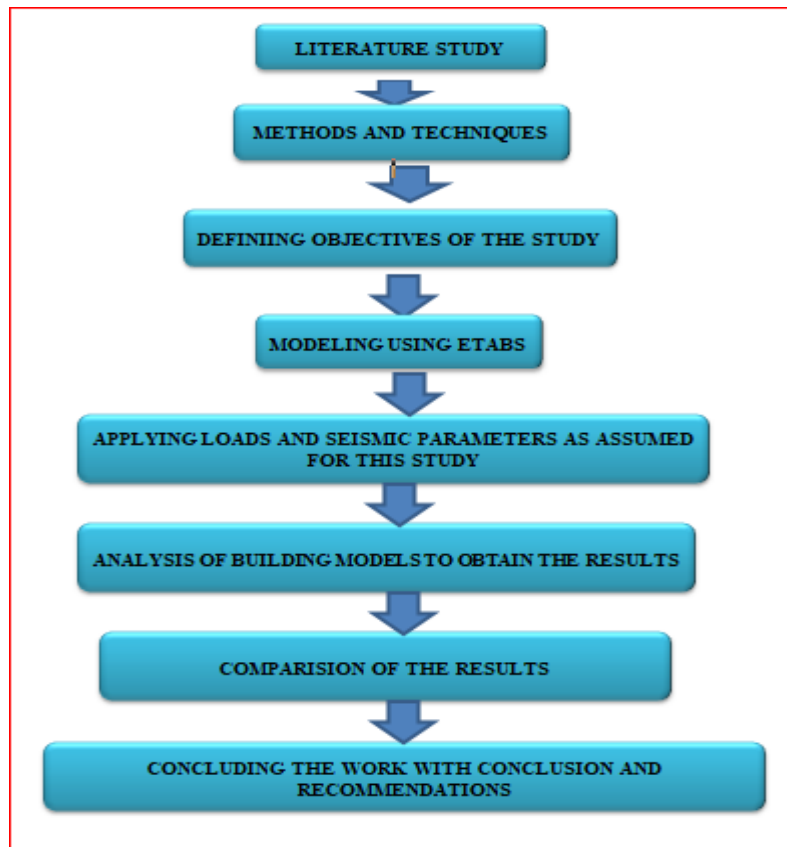 LITERATURE STUDY
METHODS AND TECHNIQUES
DEFINIING OBJECTIVES OF THE STUDY
MODELING USING ETABS
APPLYING LOADS AND SEISMIC PARAMETERS AS ASSUMED
FOR THIS STUDY
ANALYSIS OF BUILDING MODELS TO OBTAIN THE RESULTS
COMPARISION OF THE RESULTS
CONCLUDING THE WORK WITH CONCLUSION AND
RECOMMENDATIONS